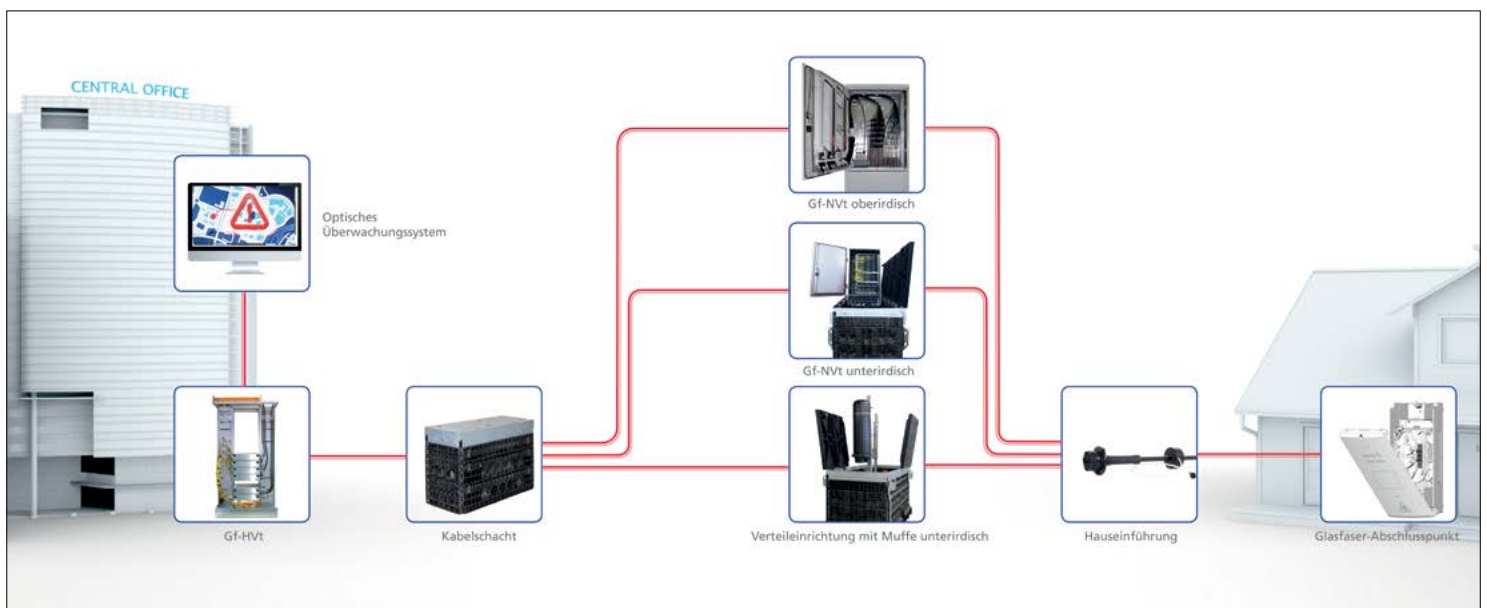 CENTRAL OFFICE
Optisches
Überwachungssystem
Gf-NVt oberirdisch
Gf-NVt unterirdisch
Gf-HVt
Kabelschacht
Verteileinrichtung mit Muffe unterirdisch
Hauseinführung
Glasfaser-Abschlusspunkt